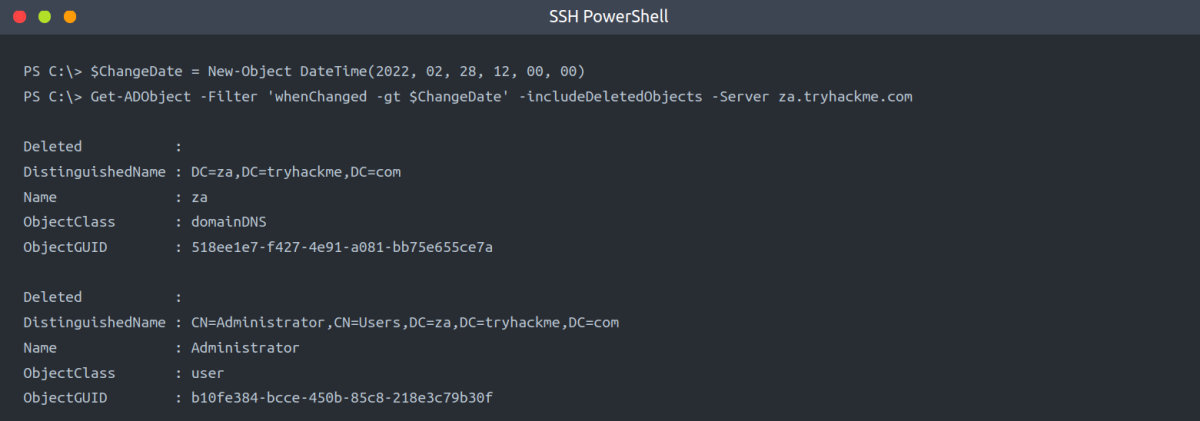 SSH PowerShell
PS C:\> $ChangeDate = New-Object DateTime(2022, 02, 28, 12, 00, 00)
PS C:\> Get-ADObject -Filter 'whenChanged -gt $ChangeDate' -includeDeletedObjects -Server za.tryhackme.com
Deleted           :
DistinguishedName : DC=za,DC=tryhackme,DC=com
Name              : za
ObjectClass       : domainDNS
ObjectGUID        : 518ee1e7-f427-4e91-a081-bb75e655ce7a
Deleted           :
DistinguishedName : CN=Administrator,CN=Users,DC=za,DC=tryhackme,DC=com
Name              : Administrator
ObjectClass       : user
ObjectGUID        : b10fe384-bcce-450b-85c8-218e3c79b30f